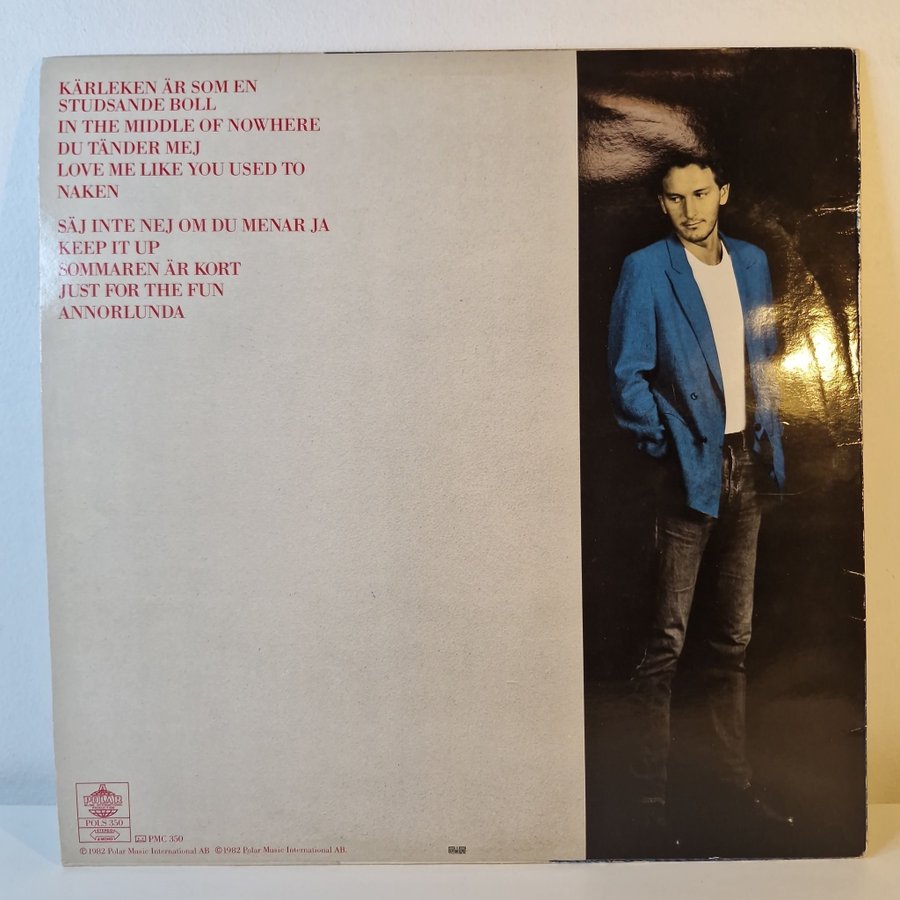 KÄRLEKEN ÄR SOM EN
STUDSANDE BOLL
IN THE MIDDLE OF NOWHERE
DU TÄNDER MEJ
LOVE ME LIKE YOU USED TO
NAKEN
SÄJ INTE NEJ OM DU MENAR JA
KEEP IT UP
SOMMAREN ÄR KORT
JUST FOR THE FUN
ANNORLUNDA
POLAR
POLS 350
STEREO
PMC 350
℗ 1982 Polar Music International AB © 1982 Polar Music International AB.